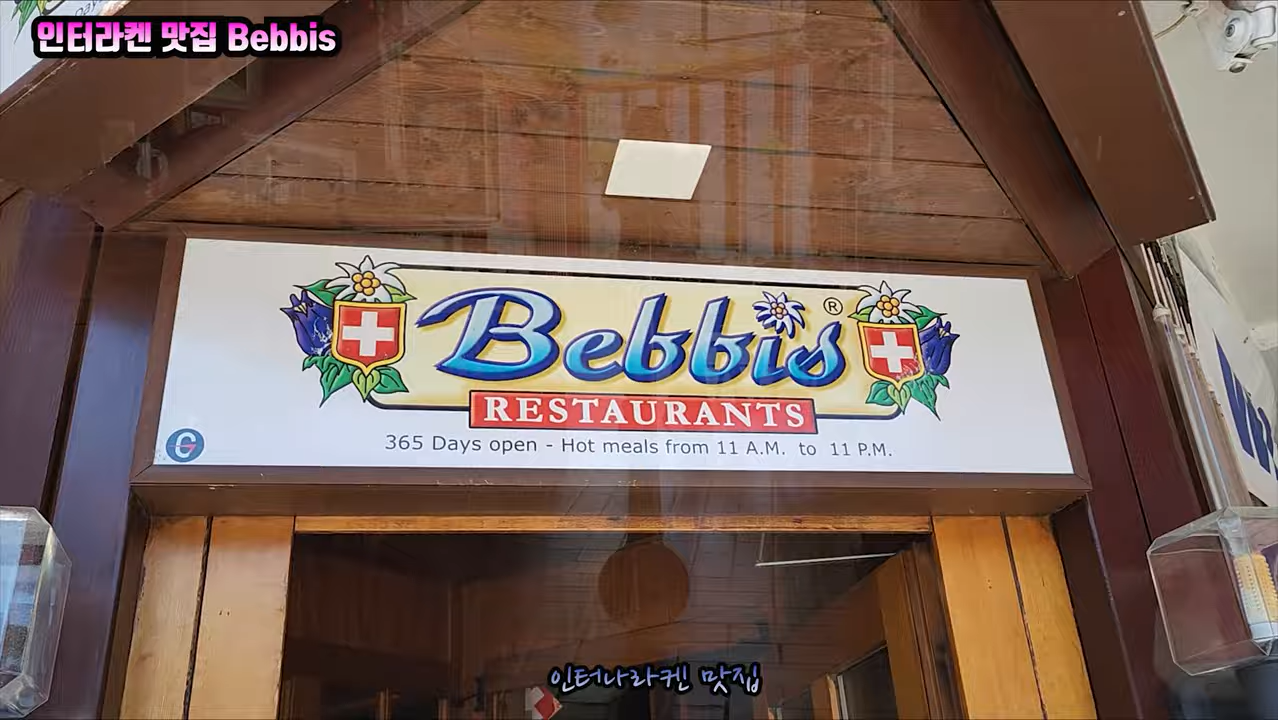 인터라켄 맛집 Bebbis
Bebbis ®
RESTAURANTS
365 Days open - Hot meals from 11 A.M. to 11 P.M.
G
인터나라켄 맛집